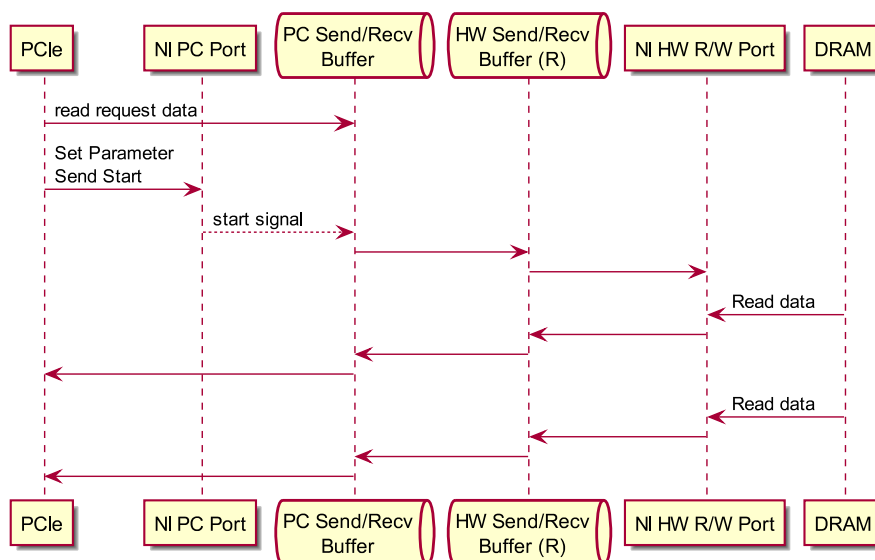 PCIe
NI PC Port
PC Send/Recv
Buffer
HW Send/Recv
Buffer (R)
NI HW R/W Port
DRAM
read request data
Set Parameter
Send Start
start signal
Read data
Read data
PCIe
NI PC Port
PC Send/Recv
Buffer
HW Send/Recv
Buffer (R)
NI HW R/W Port
DRAM